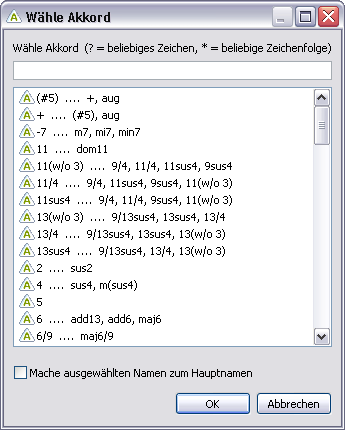 Wähle Akkord
Wähle Akkord (? = beliebiges Zeichen, * = beliebige Zeichenfolge)
(#5) .... +, aug
+ .... (#5), aug
-7 .... m7, mi7, min7
11 .... dom11
11(w/o 3) .... 9/4, 11/4, 11sus4, 9sus4
11/4 .... 9/4, 11sus4, 9sus4, 11(w/o 3)
11sus4 .... 9/4, 11/4, 9sus4, 11(w/o 3)
13(w/o 3) .... 9/13sus4, 13sus4, 13/4
13/4 .... 9/13sus4, 13sus4, 13(w/o 3)
13sus4 .... 9/13sus4, 13/4, 13(w/o 3)
2 .... sus2
4 .... sus4, m(sus4)
5
6 .... add13, add6, maj6
6/9 .... maj6/9
Mache ausgewählten Namen zum Hauptnamen
OK Abbrechen